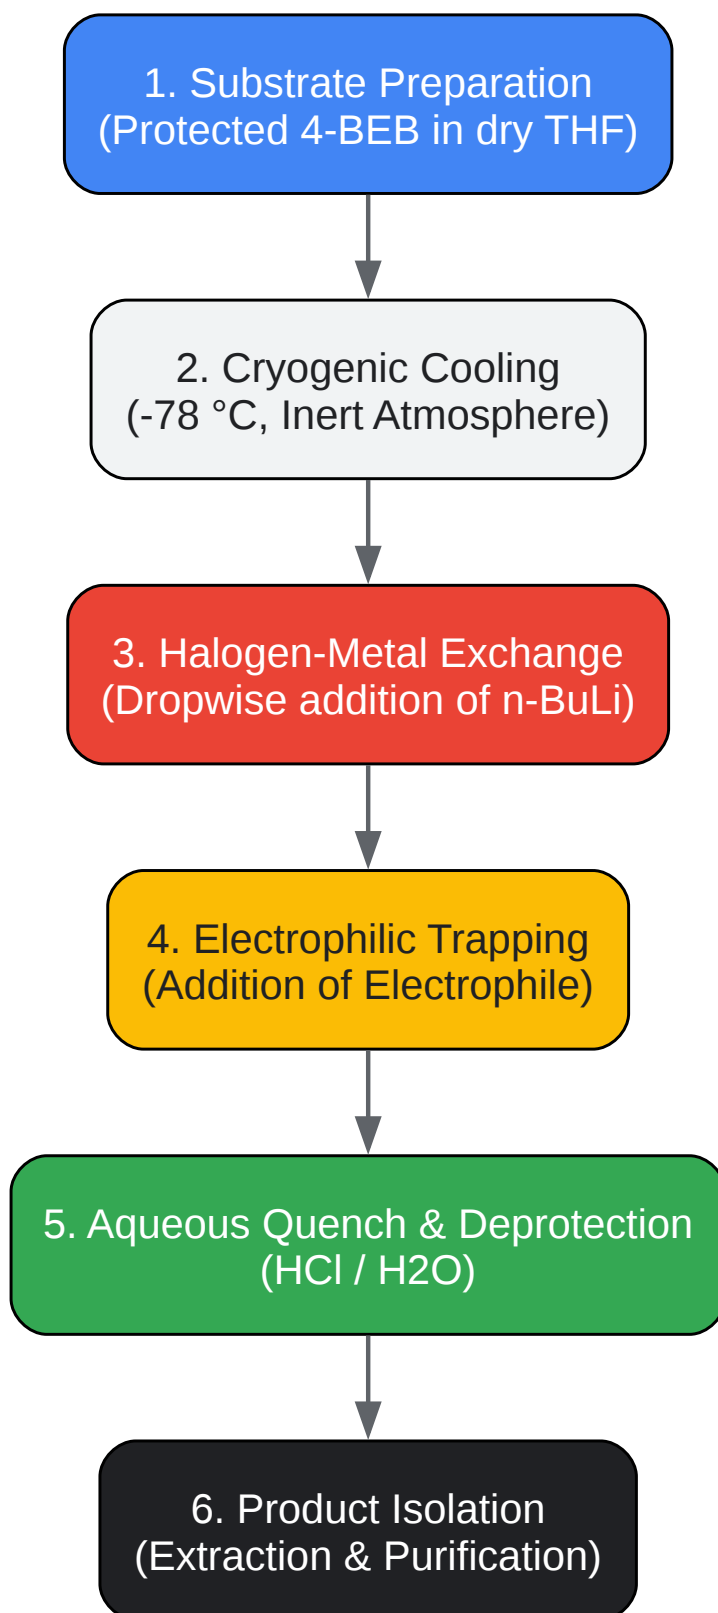 1. Substrate Preparation
(Protected 4-BEB in dry THF)
2. Cryogenic Cooling
(-78 °C, Inert Atmosphere)
3. Halogen-Metal Exchange
(Dropwise addition of n-BuLi)
4. Electrophilic Trapping
(Addition of Electrophile)
5. Aqueous Quench & Deprotection
(HCl / H2O)
6. Product Isolation
(Extraction & Purification)